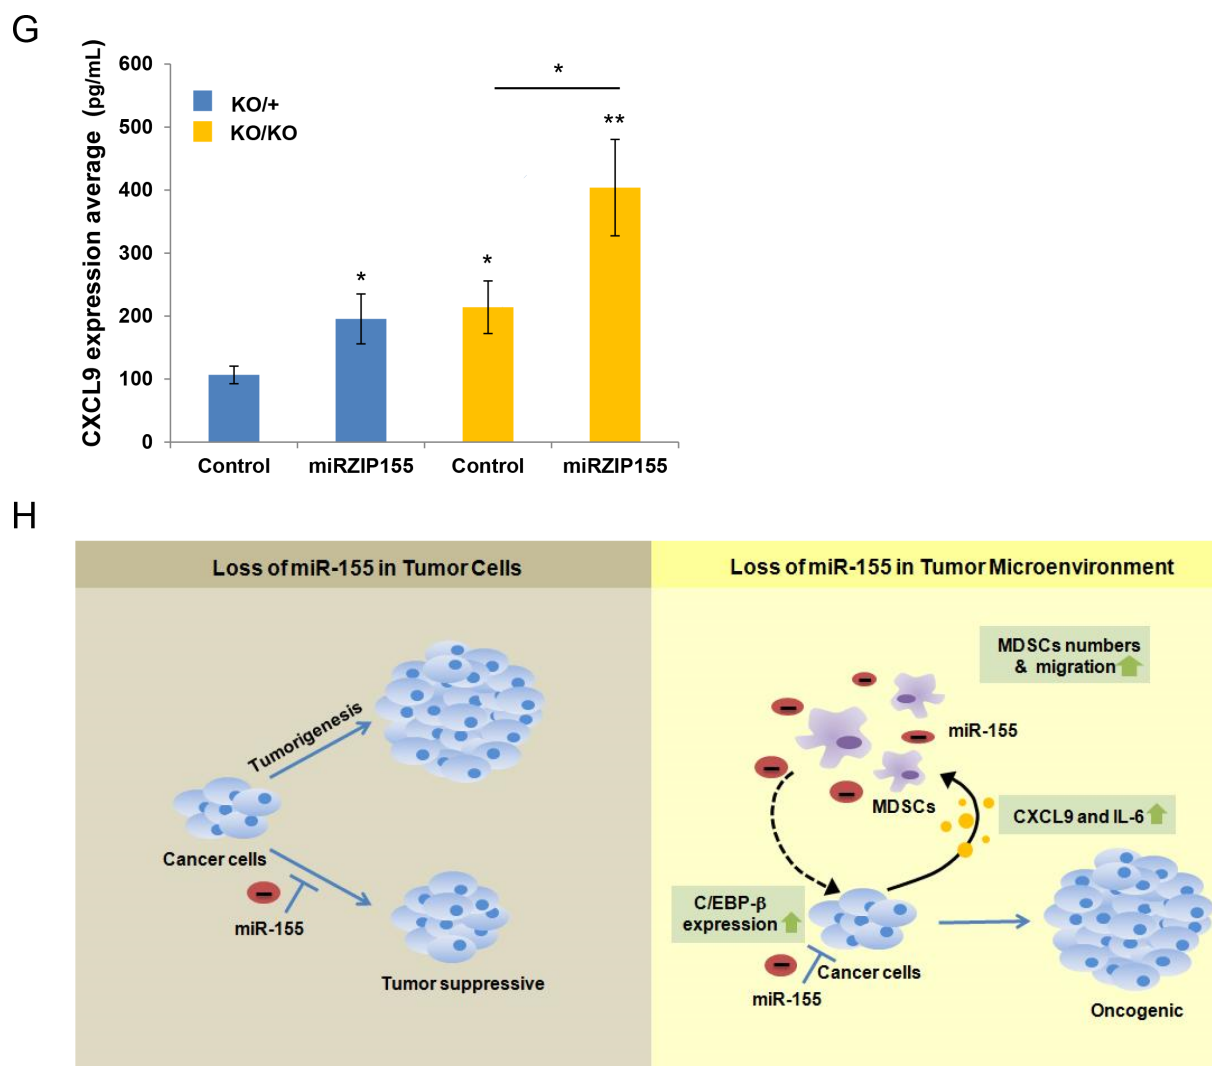 G
CXCL9 expression average (pg/mL)
600
500
400
300
200
100
0
KO/+
KO/KO
*
*
*
**
Control
miRZIP155
Control
miRZIP155
H
Loss of miR-155 in Tumor Cells
Tumorigenesis
Cancer cells
miR-155
Tumor suppressive
Loss of miR-155 in Tumor Microenvironment
MDSCs numbers
& migration
miR-155
MDSCs
CXCL9 and IL-6
C/EBP-β
expression
Cancer cells
miR-155
Oncogenic